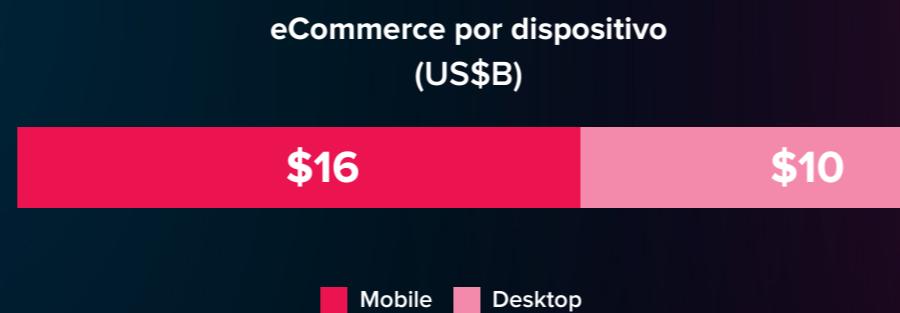 eCommerce por dispositivo
(US$B)
$16
$10
Mobile
Desktop